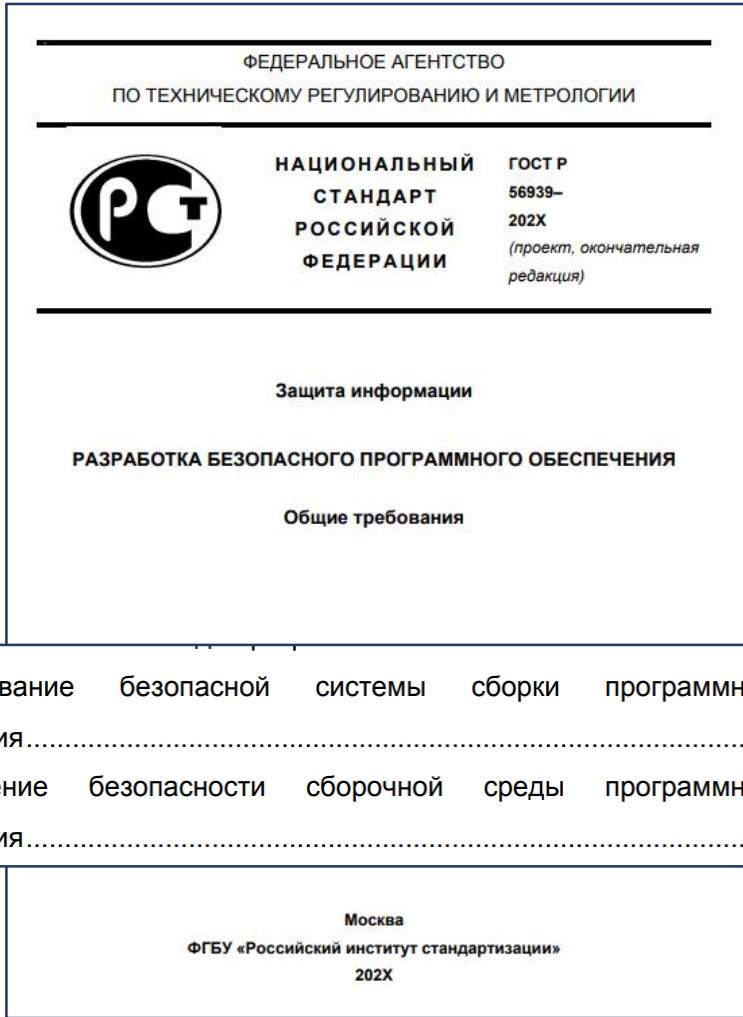 ФЕДЕРАЛЬНОЕ АГЕНТСТВО
ПО ТЕХНИЧЕСКОМУ РЕГУЛИРОВАНИЮ И МЕТРОЛОГИИ
РСТ
НАЦИОНАЛЬНЫЙ
СТАНДАРТ
РОССИЙСКОЙ
ФЕДЕРАЦИИ
ГОСТ Р
56939–
202X
(проект, окончательная
редакция)
Защита информации
РАЗРАБОТКА БЕЗОПАСНОГО ПРОГРАММНОГО ОБЕСПЕЧЕНИЯ
Общие требования
безопасной системы сборки
безопасности сборочной среды
Москва
ФГБУ «Российский институт стандартизации»
202X